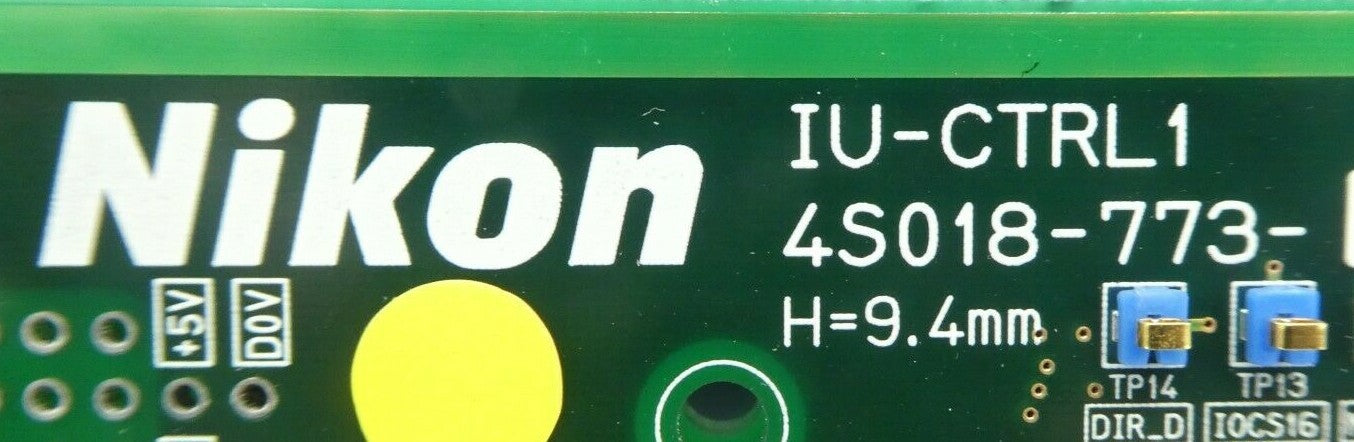 Nikon
IU-CTRL1
4S018-773-
H=9.4mm
+5V
D0V
TP14
TP13
DIR_D
IOCS16